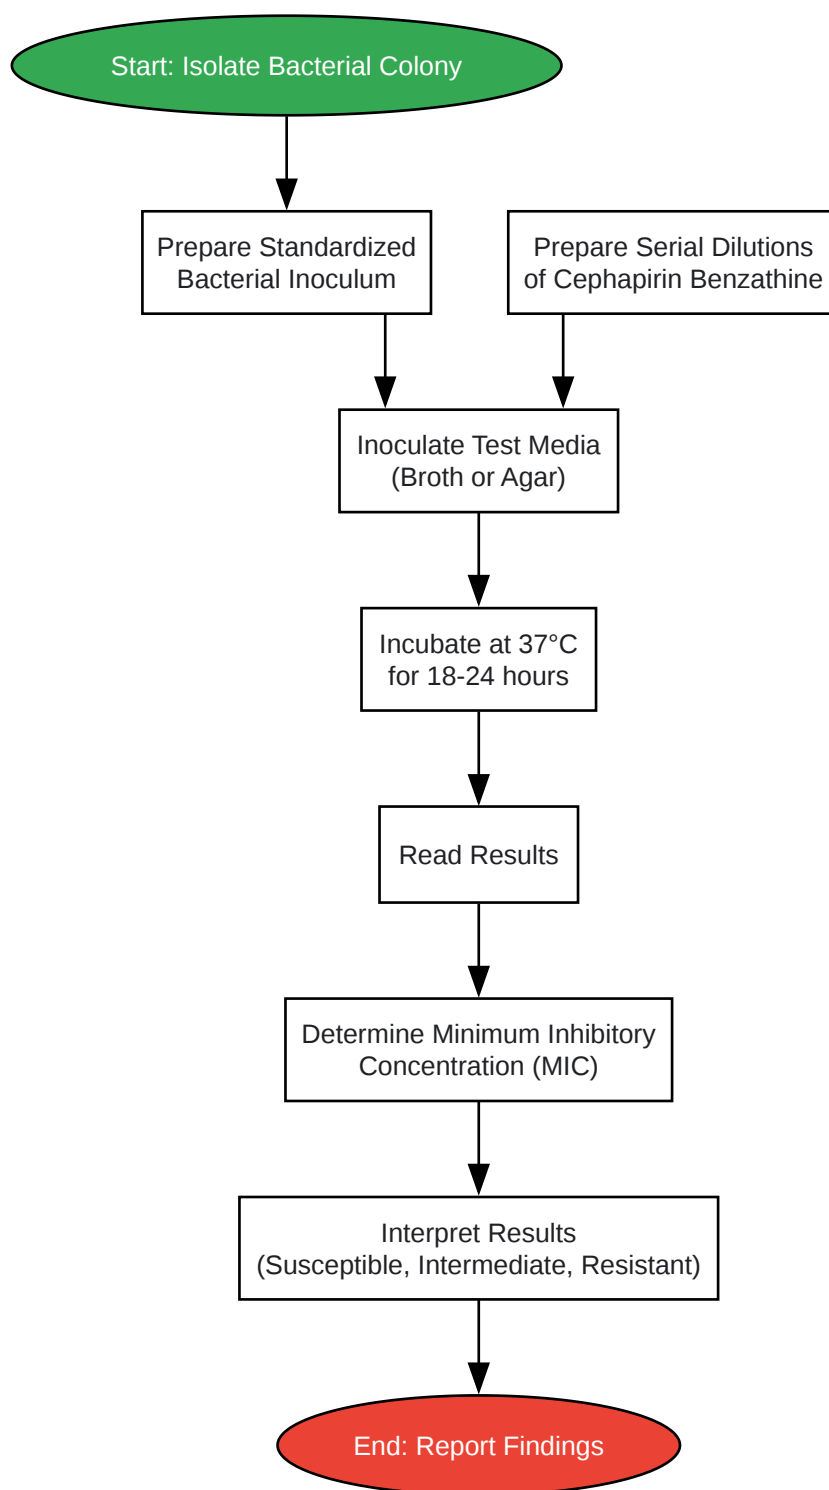 Start: Isolate Bacterial Colony
Prepare Standardized
Bacterial Inoculum
Prepare Serial Dilutions
of Cephapirin Benzathine
Inoculate Test Media
(Broth or Agar)
Incubate at 37°C
for 18-24 hours
Read Results
Determine Minimum Inhibitory
Concentration (MIC)
Interpret Results
(Susceptible, Intermediate, Resistant)
End: Report Findings